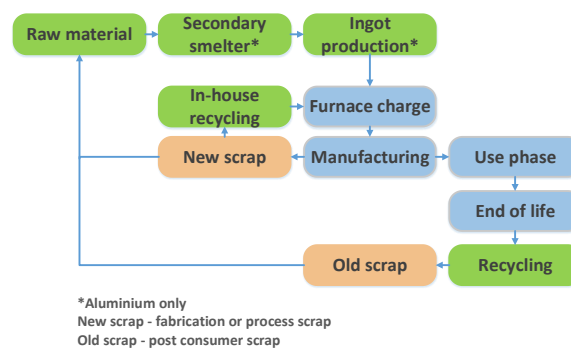 Raw material
Secondary
smelter*
Ingot
production*
In-house
recycling
Furnace charge
New scrap
Manufacturing
Use phase
End of life
Old scrap
Recycling
*Aluminium only
New scrap - fabrication or process scrap
Old scrap - post consumer scrap